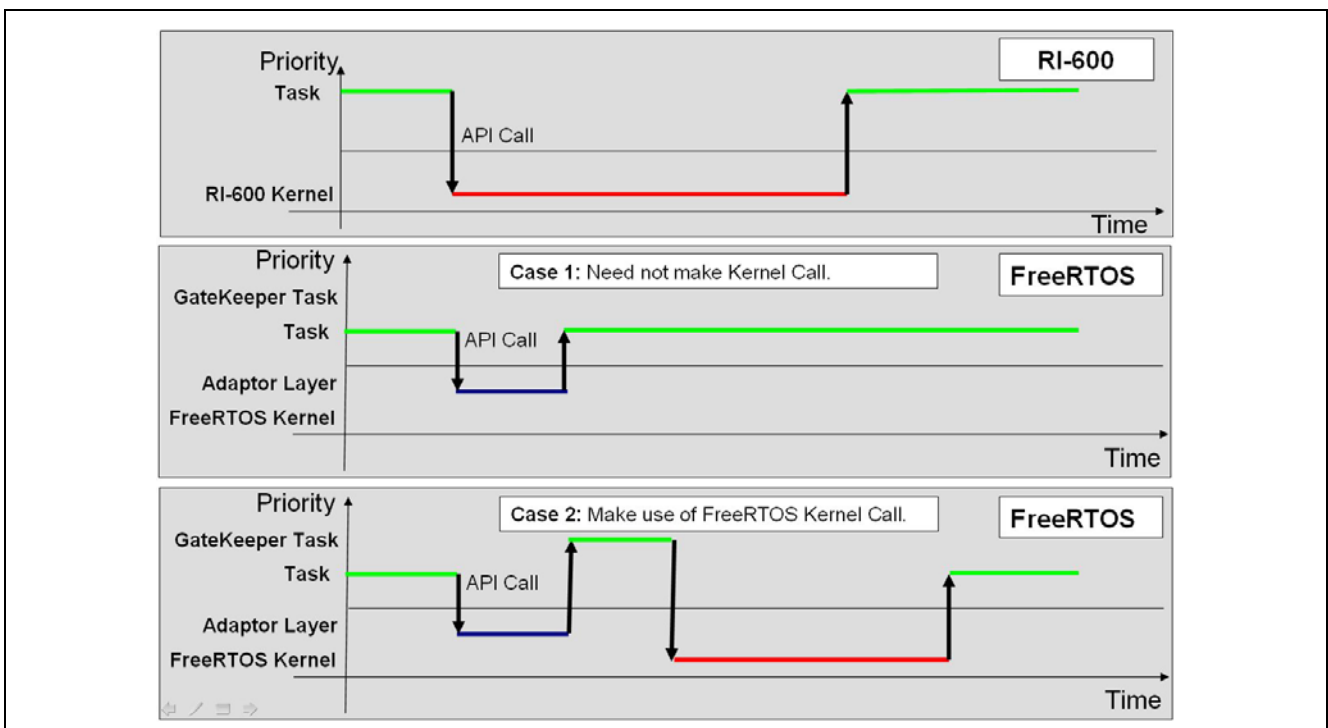 Priority
RI-600
Task
API Call
RI-600 Kernel
Time
Priority
Case 1: Need not make Kernel Call.
FreeRTOS
GateKeeper Task
Task
API Call
Adaptor Layer
FreeRTOS Kernel
Time
Priority
Case 2: Make use of FreeRTOS Kernel Call.
FreeRTOS
GateKeeper Task
Task
API Call
Adaptor Layer
FreeRTOS Kernel
Time